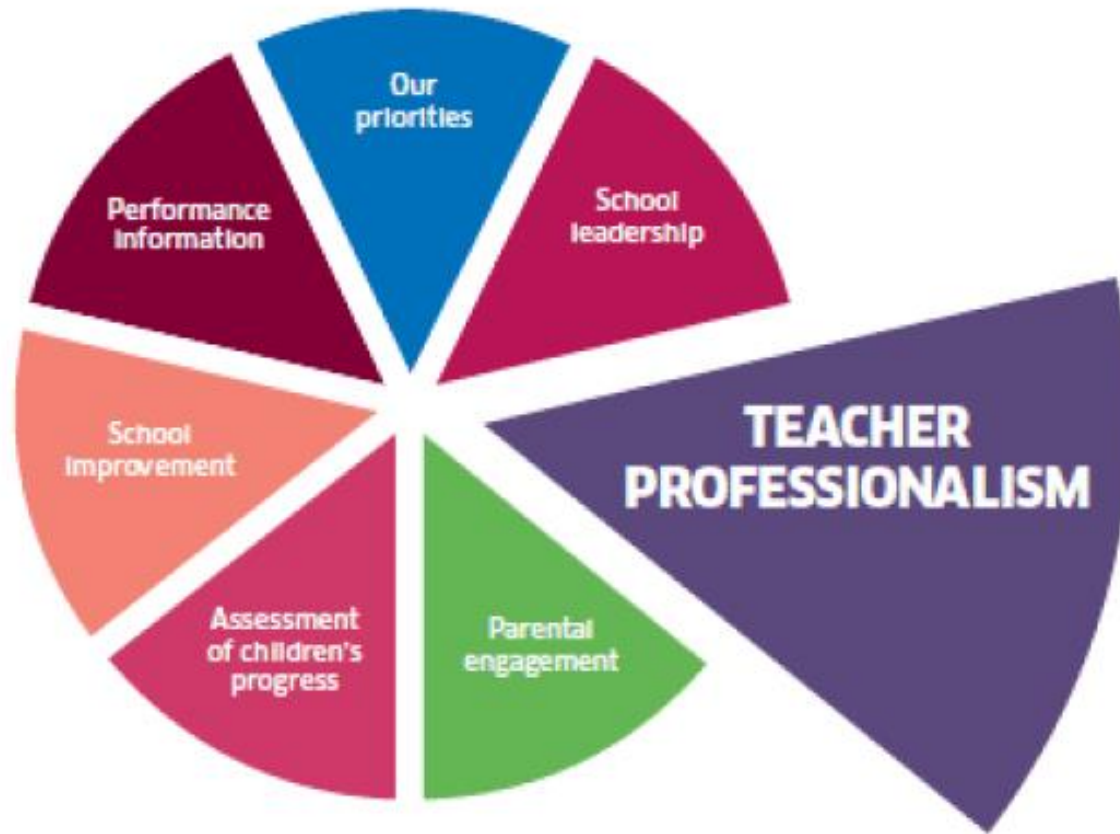 Our
priorities
School
leadership
TEACHER
PROFESSIONALISM
Parental
engagement
Assessment
of children's
progress
School
improvement
Performance
information